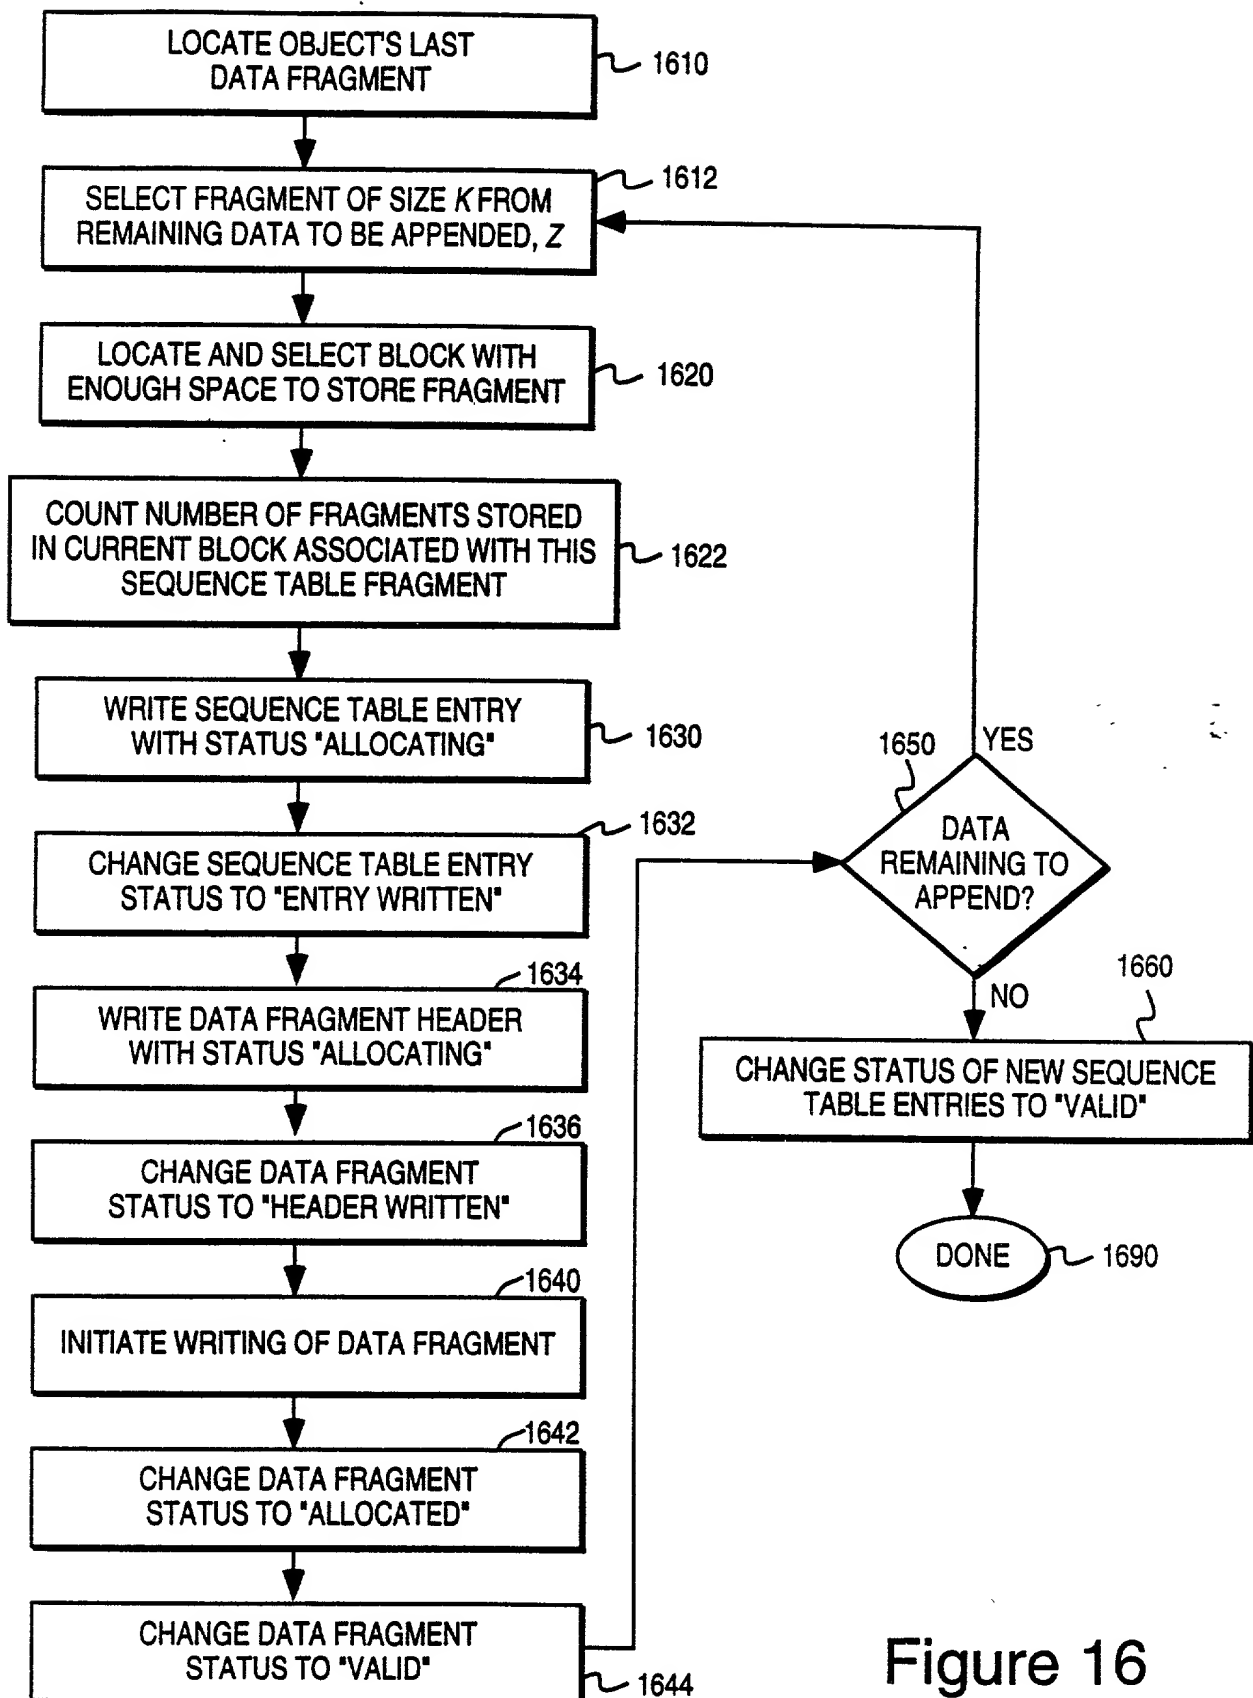 LOCATE OBJECT'S LAST
DATA FRAGMENT
1610
SELECT FRAGMENT OF SIZE K FROM
REMAINING DATA TO BE APPENDED, Z
1612
LOCATE AND SELECT BLOCK WITH
ENOUGH SPACE TO STORE FRAGMENT
1620
COUNT NUMBER OF FRAGMENTS STORED
IN CURRENT BLOCK ASSOCIATED WITH THIS
SEQUENCE TABLE FRAGMENT
1622
WRITE SEQUENCE TABLE ENTRY
WITH STATUS "ALLOCATING"
1630
CHANGE SEQUENCE TABLE ENTRY
STATUS TO "ENTRY WRITTEN"
1632
WRITE DATA FRAGMENT HEADER
WITH STATUS "ALLOCATING"
1634
CHANGE DATA FRAGMENT
STATUS TO "HEADER WRITTEN"
1636
INITIATE WRITING OF DATA FRAGMENT
1640
CHANGE DATA FRAGMENT
STATUS TO "ALLOCATED"
1642
CHANGE DATA FRAGMENT
STATUS TO "VALID"
1644
1650
YES
DATA
REMAINING TO
APPEND?
NO
1660
CHANGE STATUS OF NEW SEQUENCE
TABLE ENTRIES TO "VALID"
DONE
1690
Figure 16